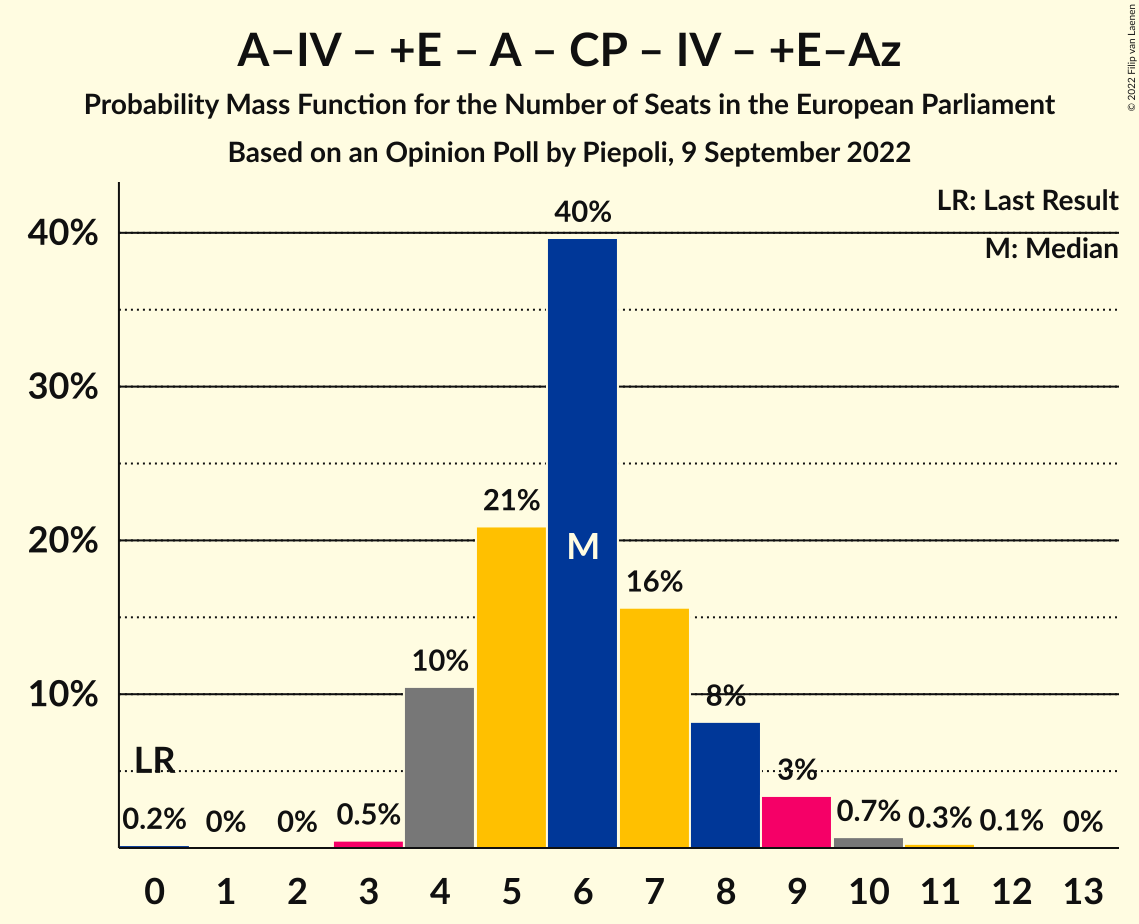 A–IV – +E – A – CP – IV – +E–Az
Probability Mass Function for the Number of Seats in the European Parliament
Based on an Opinion Poll by Piepoli, 9 September 2022
© 2022 Filip van Laenen
LR: Last Result
M: Median
40%
30%
20%
10%
LR
0.2%
0%
0%
0.5%
10%
21%
40%
M
16%
8%
3%
0.7%
0.3%
0.1%
0%
0 1 2 3 4 5 6 7 8 9 10 11 12 13